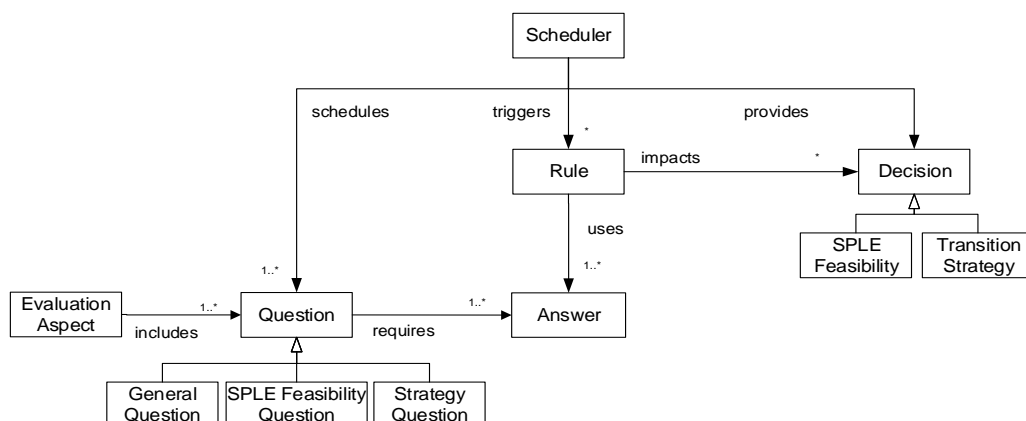 Scheduler
schedules
triggers
provides
*
Rule
impacts
*
Decision
uses
SPLE
Feasibility
Transition
Strategy
1..*
1..*
Evaluation
Aspect
includes
1..*
Question
requires
1..*
Answer
General
Question
SPLE Feasibility
Question
Strategy
Question